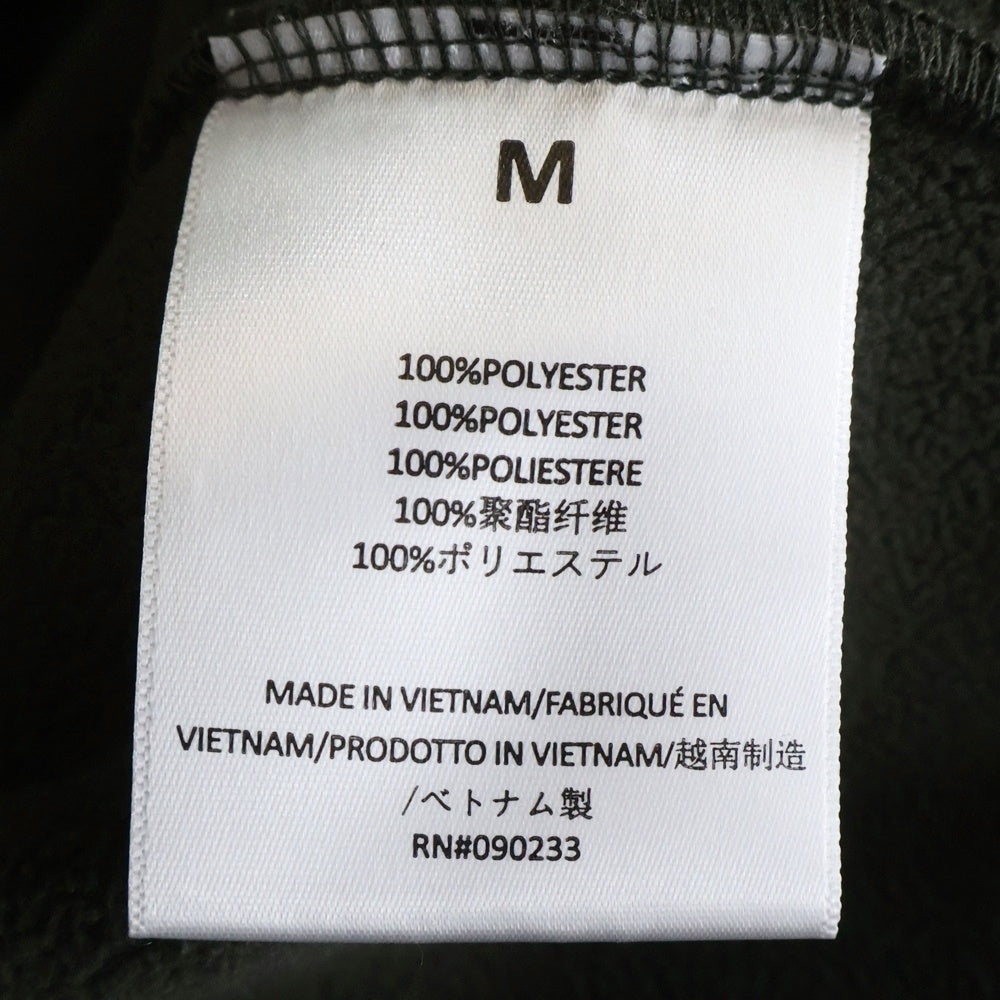 M
100%POLYESTER
100%POLYESTER
100%POLIESTERE
100%聚酯纤维
100%ポリエステル
MADE IN VIETNAM/FABRIQUÉ EN
VIETNAM/PRODOTTO IN VIETNAM/越南制造
/ベトナム製
RN#090233